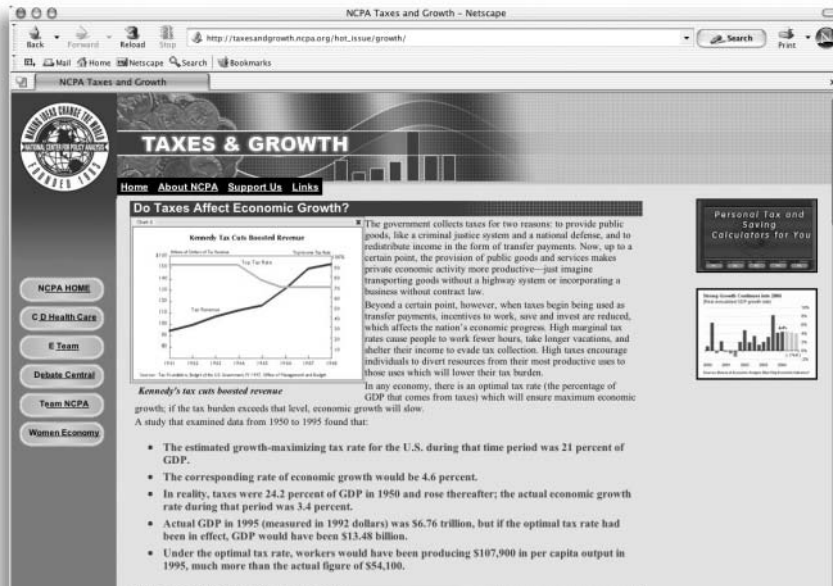 NCPA Taxes and Growth - Netscape
Back Forward Reload Stop
http://taxesandgrowth.ncpa.org/hot_issue/growth/
Search
Print
Mail Home Netscape Search Bookmarks
NCPA Taxes and Growth
MAKING IDEAS CHANGE THE WORLD
NATIONAL CENTER FOR POLICY ANALYSIS
FOUNDED 1983
TAXES & GROWTH
Home About NCPA Support Us Links
Do Taxes Affect Economic Growth?
Kennedy Tax Cuts Boosted Revenue
Top Tax Rate
Tax Revenue
Kennedy's tax cuts boosted revenue
The government collects taxes for two reasons: to provide public
goods, like a criminal justice system and a national defense, and to
redistribute income in the form of transfer payments. Now, up to a
certain point, the provision of public goods and services makes
private economic activity more productive—just imagine
transporting goods without a highway system or incorporating a
business without contract law.
Beyond a certain point, however, when taxes begin being used as
transfer payments, incentives to work, save and invest are reduced,
which affects the nation's economic progress. High marginal tax
rates cause people to work fewer hours, take longer vacations, and
shelter their income to evade tax collection. High taxes encourage
individuals to divert resources from their most productive uses to
those uses which will lower their tax burden.
In any economy, there is an optimal tax rate (the percentage of
GDP that comes from taxes) which will ensure maximum economic
growth; if the tax burden exceeds that level, economic growth will slow.
A study that examined data from 1950 to 1995 found that:
• The estimated growth-maximizing tax rate for the U.S. during that time period was 21 percent of
GDP.
• The corresponding rate of economic growth would be 4.6 percent.
• In reality, taxes were 24.2 percent of GDP in 1950 and rose thereafter; the actual economic growth
rate during that period was 3.4 percent.
• Actual GDP in 1995 (measured in 1992 dollars) was $6.76 trillion, but if the optimal tax rate had
been in effect, GDP would have been $13.48 billion.
• Under the optimal tax rate, workers would have been producing $107,900 in per capita output in
1995, much more than the actual figure of $54,100.
NCPA HOME
C D Health Care
E Team
Debate Central
Team NCPA
Women Economy
Personal Tax and
Saving
Calculators for You
Strong Growth Continues into 2004